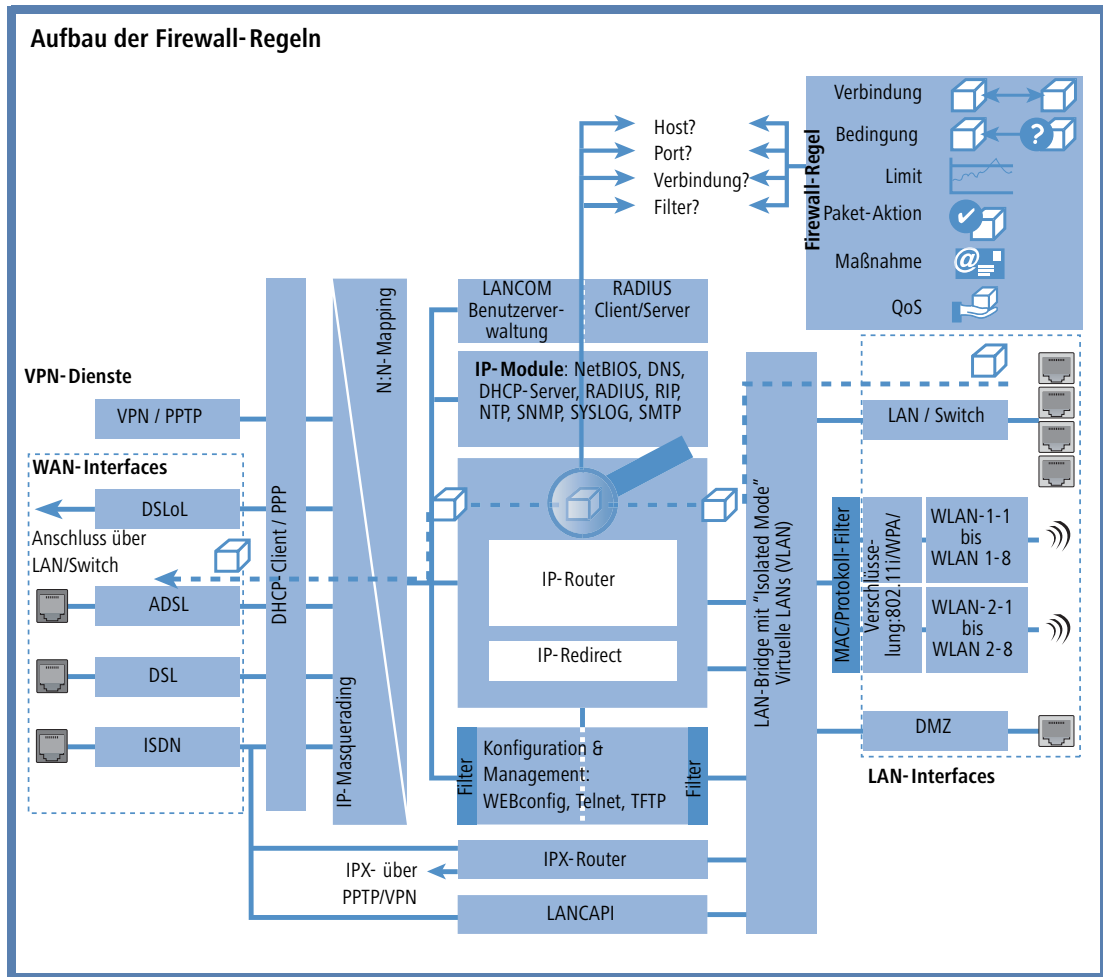 Aufbau der Firewall-Regeln
Host?
Port?
Verbindung?
Filter?
Firewall-Regel
Verbindung
Bedingung
?
Limit
Paket-Aktion
Maßnahme
@
QoS
VPN-Dienste
VPN / PPTP
WAN-Interfaces
DSLoL
Anschluss über
LAN/Switch
ADSL
DSL
ISDN
DHCP-Client / PPP
N:N-Mapping
IP-Masquerading
LANCOM
Benutzerver-
waltung
RADIUS
Client/Server
IP-Module: NetBIOS, DNS,
DHCP-Server, RADIUS, RIP,
NTP, SNMP, SYSLOG, SMTP
IP-Router
IP-Redirect
Filter
Konfiguration &
Management:
WEBconfig, Telnet, TFTP
Filter
IPX-Router
IPX- über
PPTP/VPN
LANCAPI
LAN-Bridge mit "Isolated Mode"
Virtuelle LANs (VLAN)
LAN / Switch
MAC/Protokoll-Filter
Verschlüsse-
lung:802.11i/WPA/
WLAN-1-1
bis
WLAN 1-8
WLAN-2-1
bis
WLAN 2-8
DMZ
LAN-Interfaces